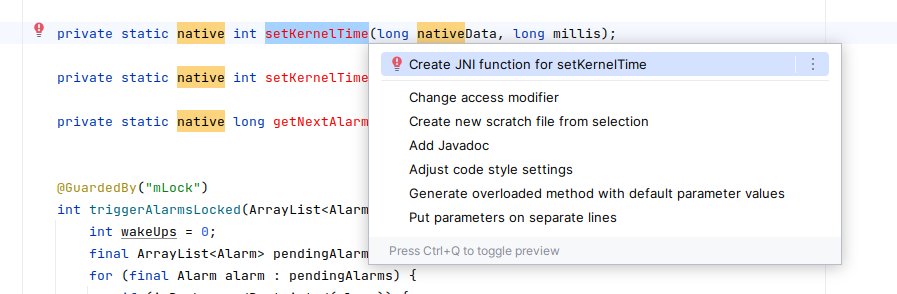 private static native int setKernelTime(long nativeData, long millis);
Create JNI function for setKernelTime
private static native int setKernelTime
Change access modifier
Create new scratch file from selection
private static native long getNextAlarm
Add Javadoc
Adjust code style settings
@GuardedBy("mLock")
Generate overloaded method with default parameter values
int triggerAlarmsLocked(ArrayList<Alarm
Put parameters on separate lines
int wakeUps = 0;
final ArrayList<Alarm> pendingAlarm
Press Ctrl+Q to toggle preview
for (final Alarm alarm : pendingAlarms) {